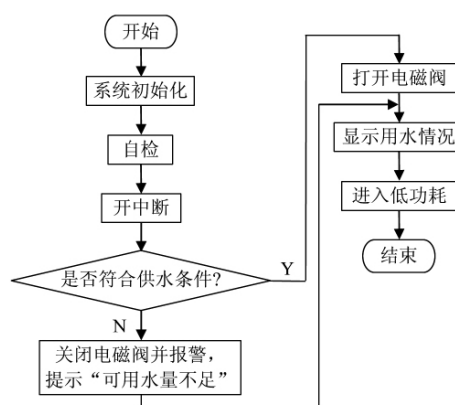 开始
系统初始化
自检
开中断
是否符合供水条件?
Y
N
关闭电磁阀并报警，
提示“可用水量不足”
打开电磁阀
显示用水情况
进入低功耗
结束